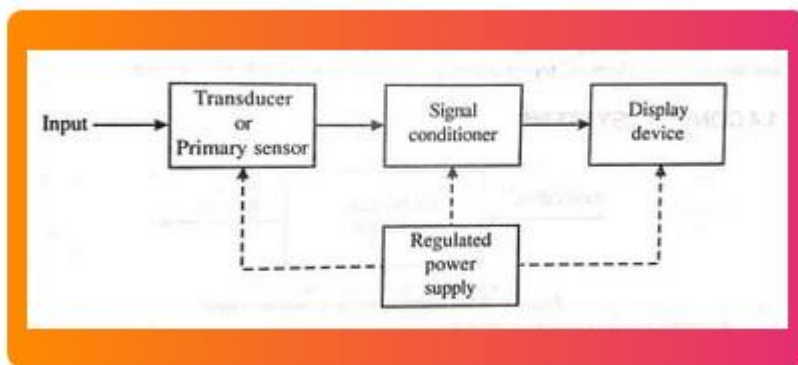 Input
Transducer
or
Primary sensor
Signal
conditioner
Display
device
Regulated
power
supply